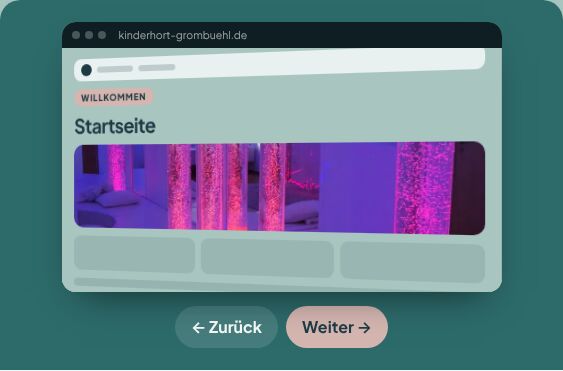 kinderhort-grombuehl.de
WILLKOMMEN
Startseite
← Zurück
Weiter →